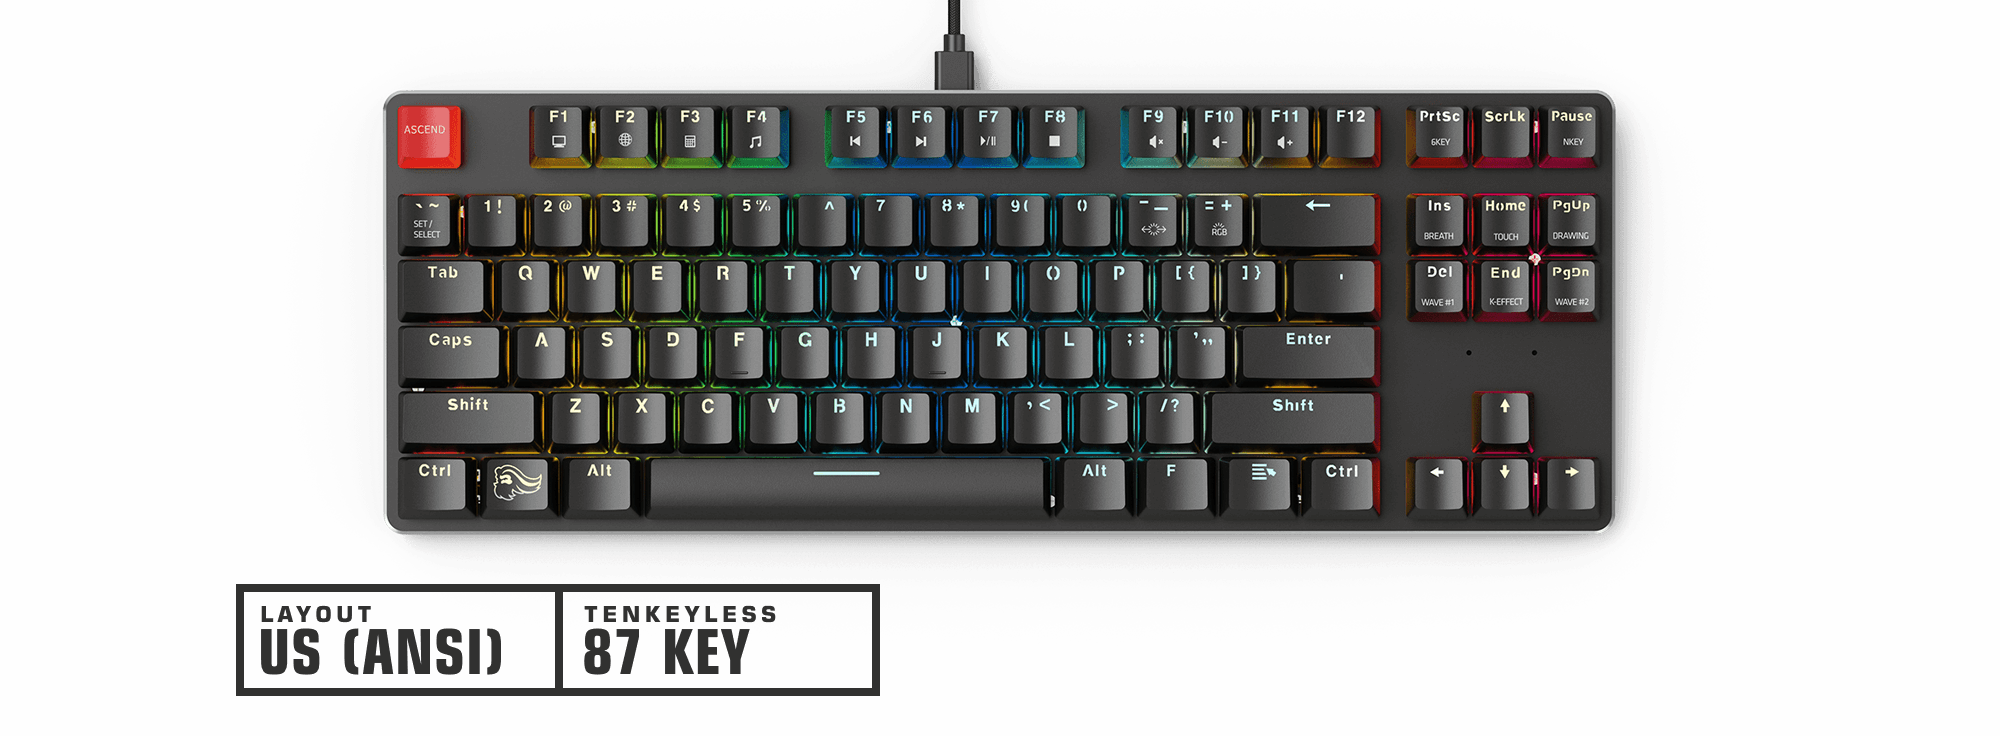 ASCEND F1 F2 F3 F4 F5 F6 F7 F8 F9 F10 F11 F12 PrtSc ScrLk Pause
6KEY NKEY
` ~ 1 ! 2 @ 3 # 4 $ 5 % ^ 7 8 * 9 ( 0 - _ = + ← Ins Home PgUp
SET / SELECT RGB BREATH TOUCH DRAWING
Tab Q W E R T Y U I O P [ { ] } Del End PgDn
WAVE #1 K-EFFECT WAVE #2
Caps A S D F G H J K L ; : ' ,, Enter
Shift Z X C V B N M , < > / ? Shift ↑
Ctrl Alt Alt F Ctrl ← ↓ →
LAYOUT TENKEYLESS
US (ANSI) 87 KEY